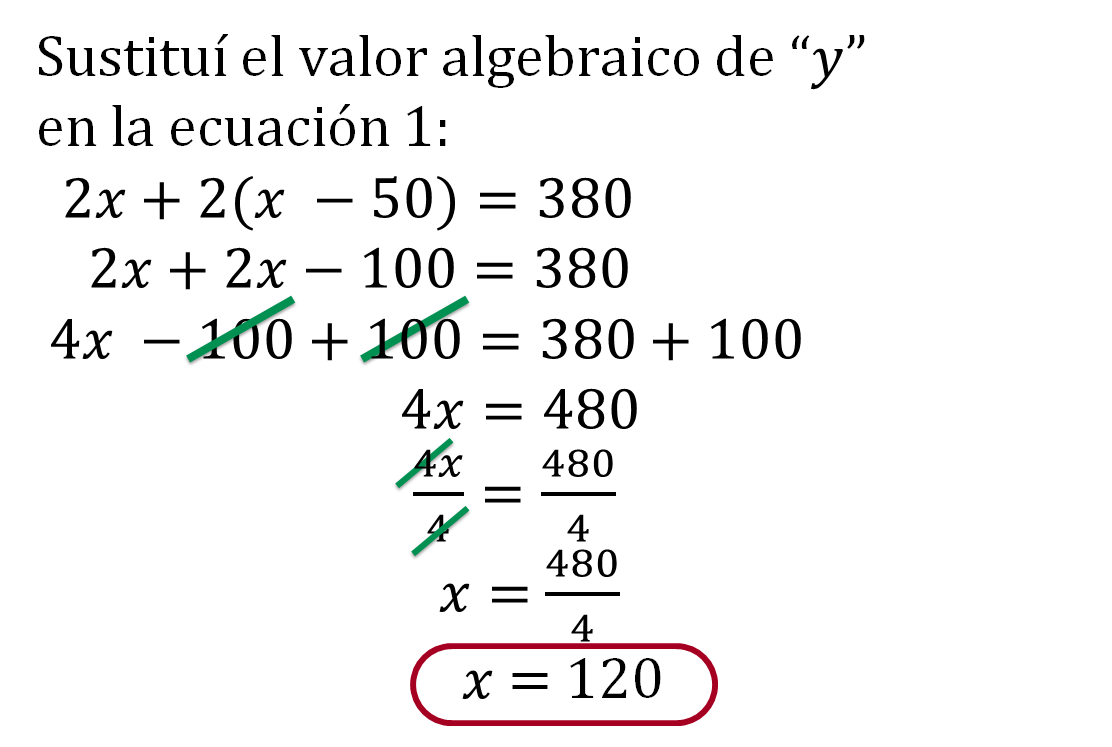 Sustituí el valor algebraico de “y”
en la ecuación 1:
2x + 2(x − 50) = 380
2x + 2x − 100 = 380
4x − 100 + 100 = 380 + 100
4x = 480
4x/4 = 480/4
x = 480/4
x = 120